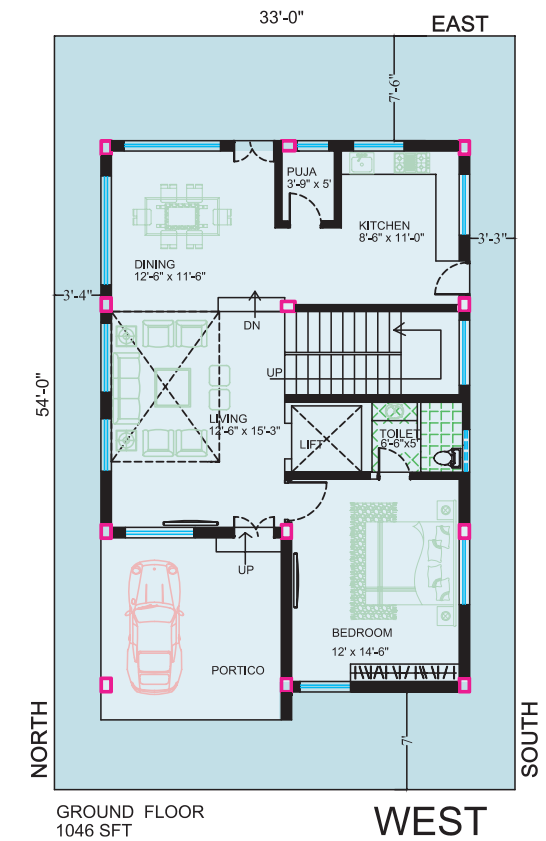 33'-0"
EAST
7'-6"
PUJA
3'-9" x 5'
KITCHEN
8'-6" x 11'-0"
3'-3"
DINING
12'-6" x 11'-6"
3'-4"
DN
UP
54'-0"
LIVING
12'-6" x 15'-3"
LIFT
TOILET
6'-6"x5'
UP
BEDROOM
12' x 14'-6"
PORTICO
NORTH
SOUTH
7'
GROUND FLOOR
1046 SFT
WEST